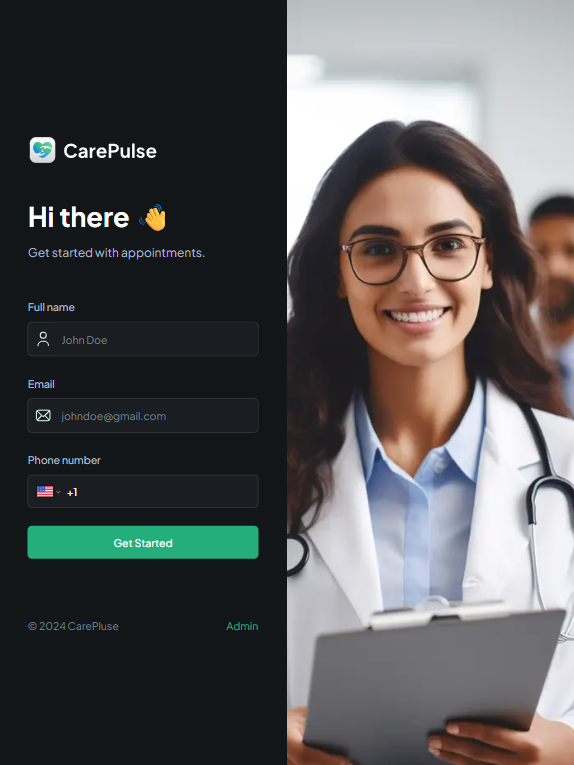 CarePulse
Hi there 👋
Get started with appointments.
Full name
John Doe
Email
johndoe@gmail.com
Phone number
+1
Get Started
© 2024 CarePluse
Admin